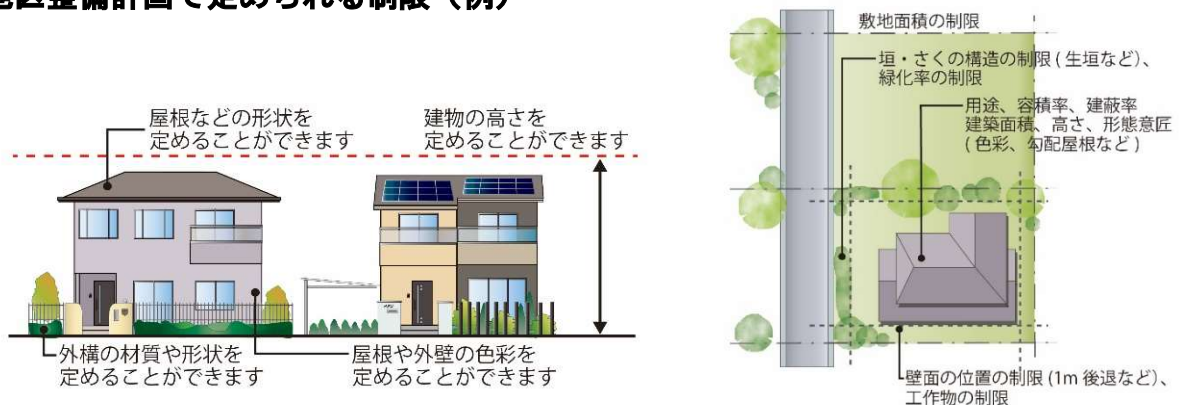 地区整備計画で定められる制限（例）
屋根などの形状を
定めることができます
建物の高さを
定めることができます
外構の材質や形状を
定めることができます
屋根や外壁の色彩を
定めることができます
敷地面積の制限
垣・さくの構造の制限(生垣など)、
緑化率の制限
用途、容積率、建蔽率
建築面積、高さ、形態意匠
(色彩、勾配屋根など)
壁面の位置の制限(1m 後退など)、
工作物の制限